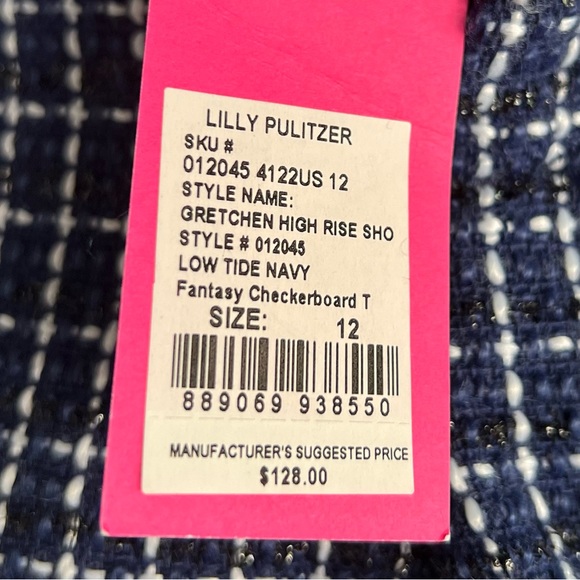 LILLY PULITZER
SKU #
012045 4122US 12
STYLE NAME:
GRETCHEN HIGH RISE SHO
STYLE # 012045
LOW TIDE NAVY
Fantasy Checkerboard T
SIZE: 12
889069 938550
MANUFACTURER'S SUGGESTED PRICE
$128.00